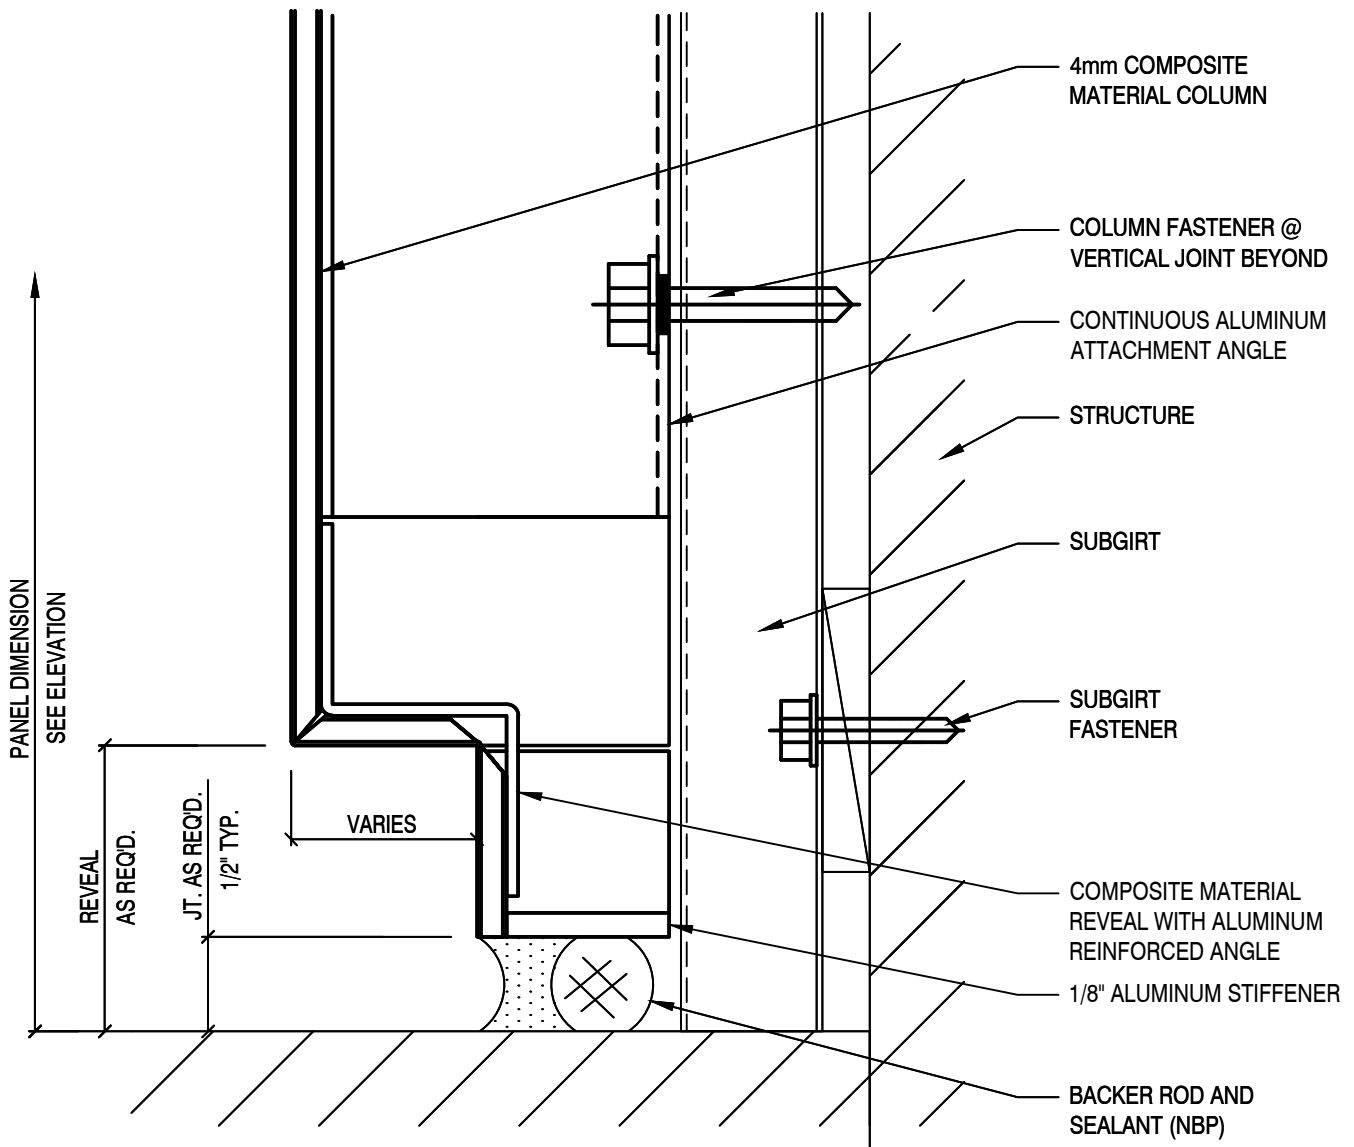 4mm COMPOSITE
MATERIAL COLUMN
COLUMN FASTENER @
VERTICAL JOINT BEYOND
CONTINUOUS ALUMINUM
ATTACHMENT ANGLE
STRUCTURE
SUBGIRT
SUBGIRT
FASTENER
COMPOSITE MATERIAL
REVEAL WITH ALUMINUM
REINFORCED ANGLE
1/8" ALUMINUM STIFFENER
BACKER ROD AND
SEALANT (NBP)
PANEL DIMENSION
SEE ELEVATION
REVEAL
AS REQ'D.
JT. AS REQ'D.
1/2" TYP.
VARIES